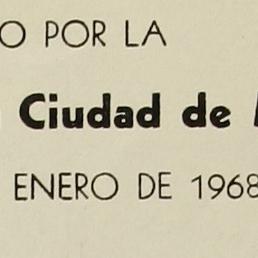 O POR LA
Ciudad de
ENERO DE 1968